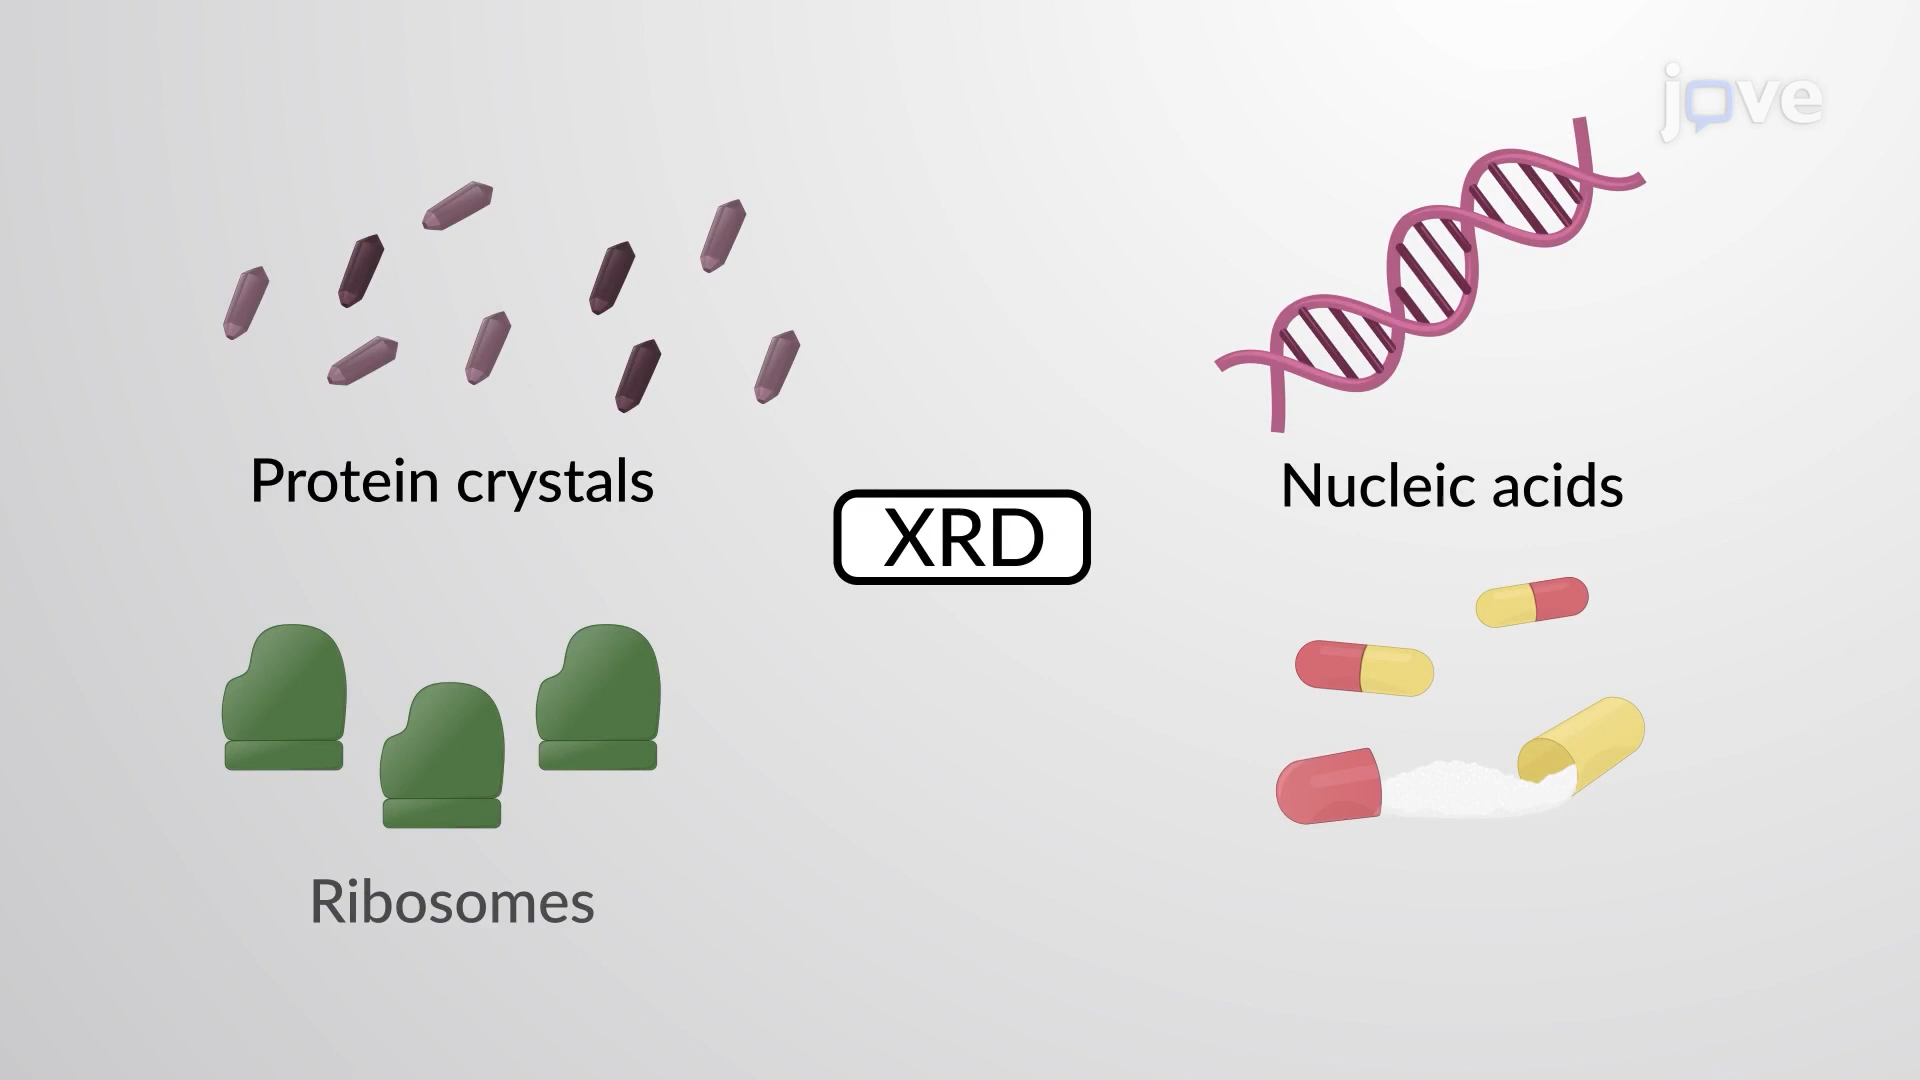 jove
Protein crystals
Nucleic acids
XRD
Ribosomes